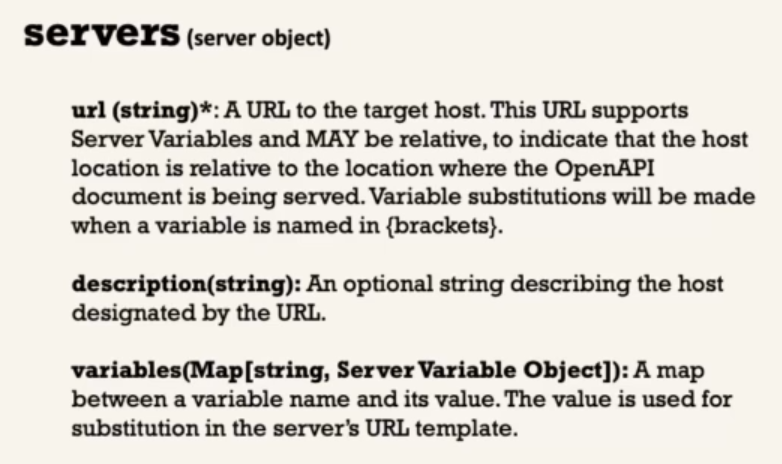 servers (server object)
url (string)*: A URL to the target host. This URL supports
Server Variables and MAY be relative, to indicate that the host
location is relative to the location where the OpenAPI
document is being served. Variable substitutions will be made
when a variable is named in {brackets}.
description(string): An optional string describing the host
designated by the URL.
variables(Map[string, Server Variable Object]): A map
between a variable name and its value. The value is used for
substitution in the server's URL template.